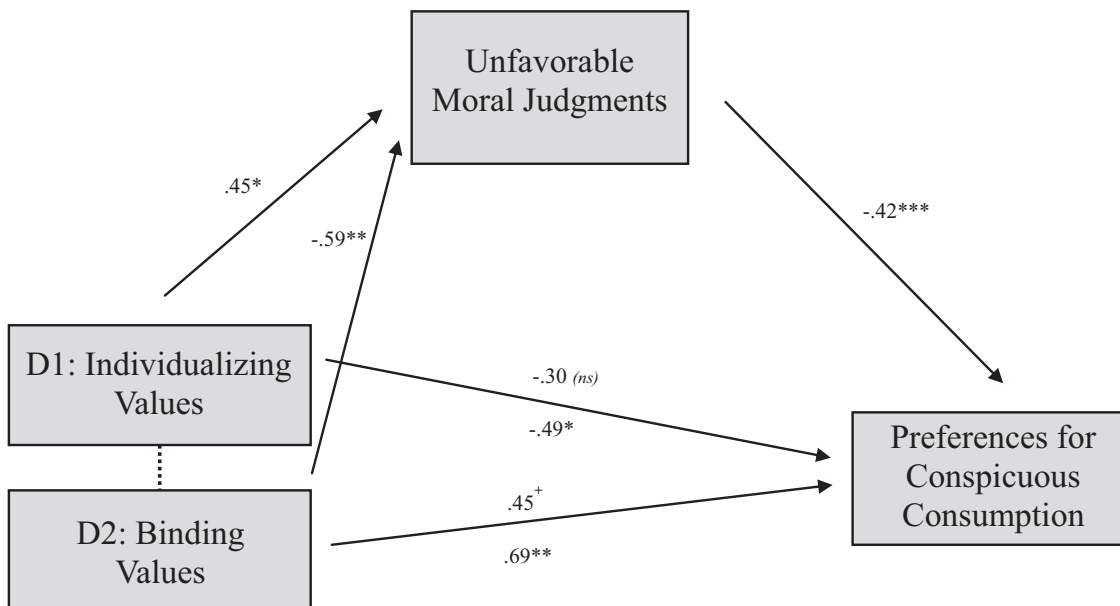 Unfavorable
Moral Judgments
.45*
-.59**
-.42***
D1: Individualizing
Values
-.30 (ns)
-.49*
Preferences for
Conspicuous
Consumption
.45+
.69**
D2: Binding
Values